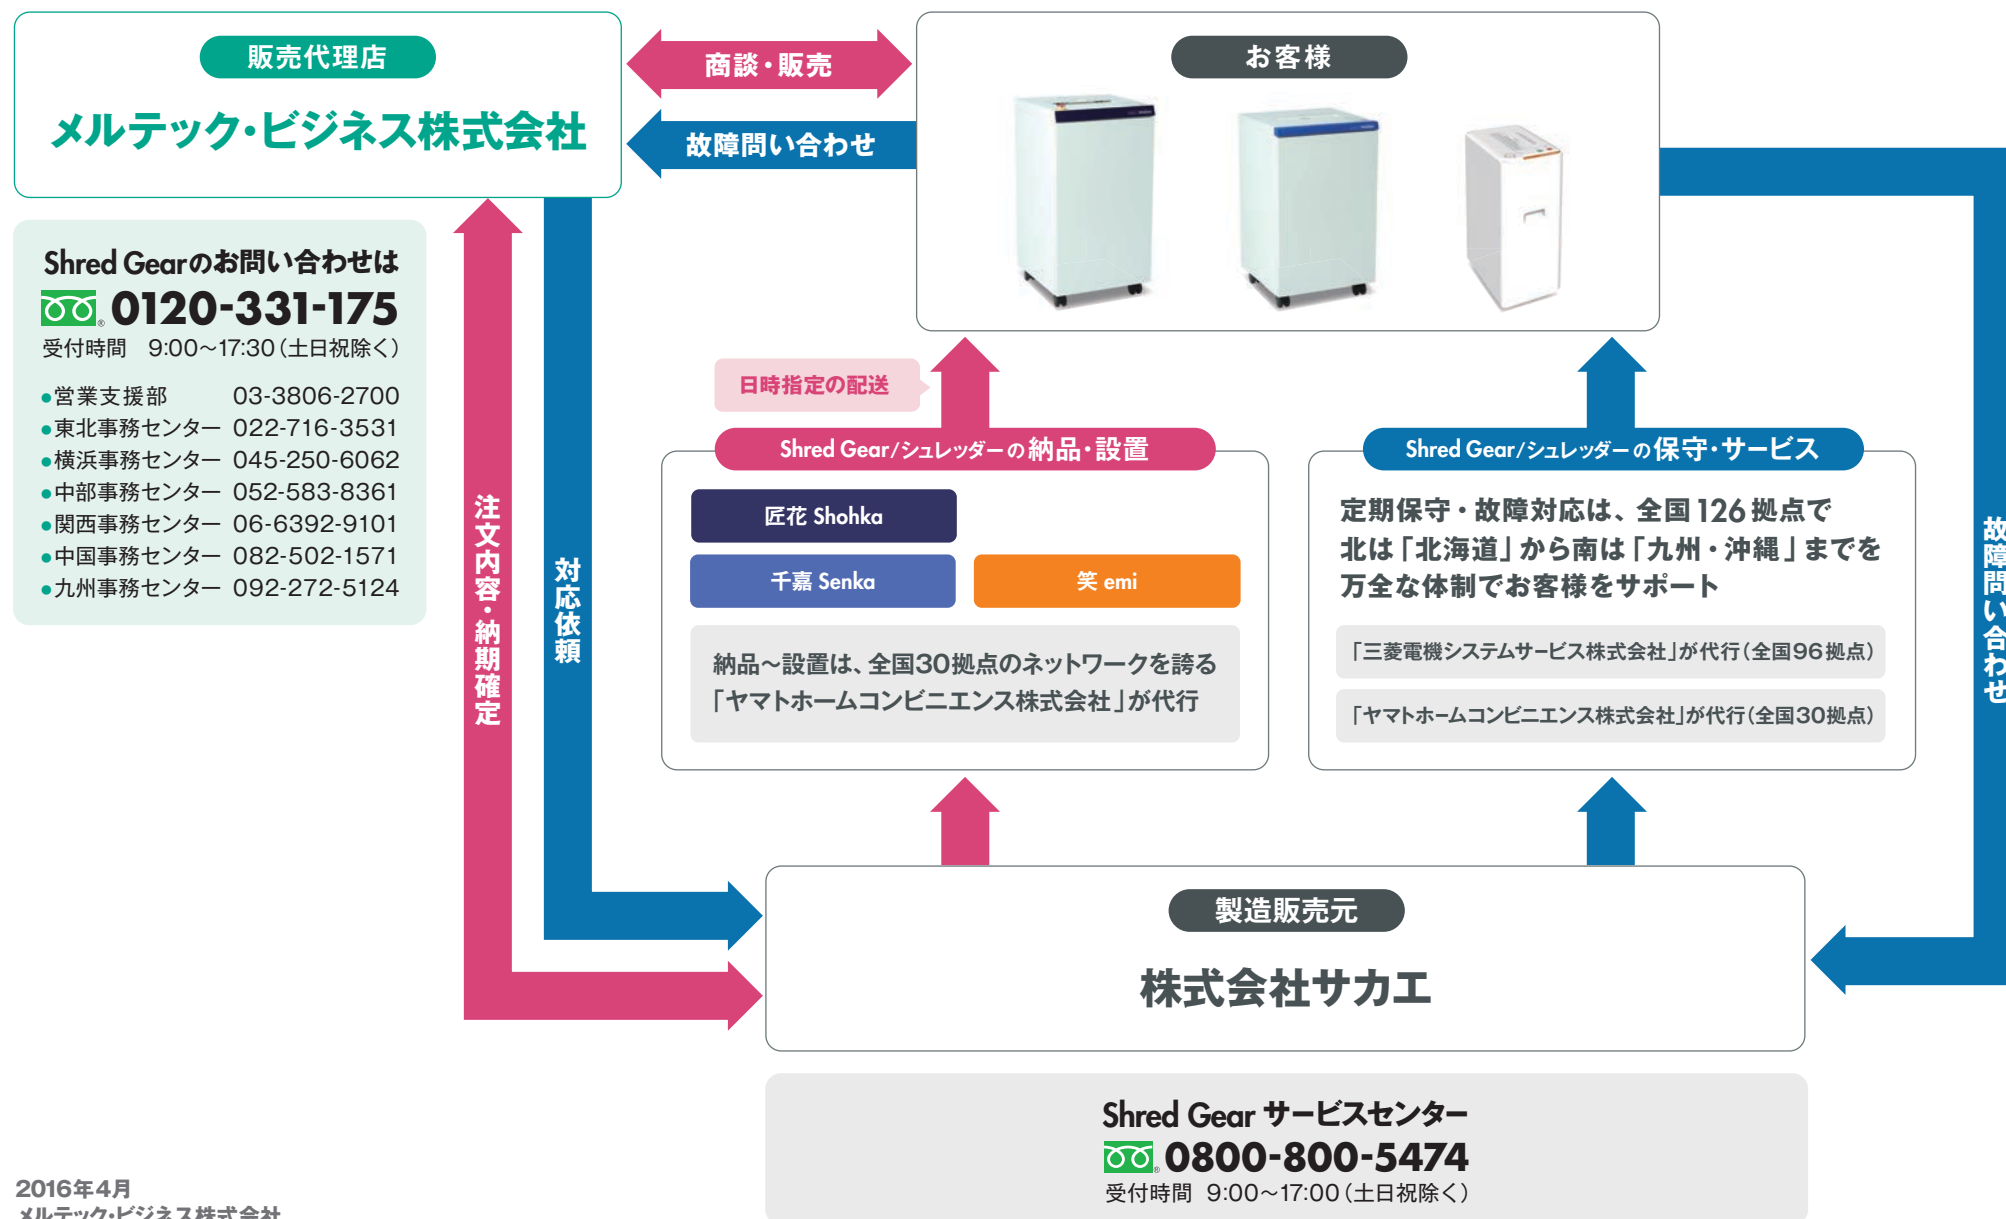 販売代理店
メルテック・ビジネス株式会社
商談・販売
故障問い合わせ
お客様
Shred Gearのお問い合わせは
0120-331-175
受付時間 9:00～17:30（土日祝除く）
●営業支援部 03-3806-2700
●東北事務センター 022-716-3531
●横浜事務センター 045-250-6062
●中部事務センター 052-583-8361
●関西事務センター 06-6392-9101
●中国事務センター 082-502-1571
●九州事務センター 092-272-5124
注文内容・納期確定
対応依頼
日時指定の配送
Shred Gear/シュレッダーの納品・設置
匠花 Shohka
千嘉 Senka
笑 emi
納品～設置は、全国30拠点のネットワークを誇る
「ヤマトホームコンビニエンス株式会社」が代行
Shred Gear/シュレッダーの保守・サービス
定期保守・故障対応は、全国126拠点で
北は「北海道」から南は「九州・沖縄」までを
万全な体制でお客様をサポート
「三菱電機システムサービス株式会社」が代行（全国96拠点）
「ヤマトホームコンビニエンス株式会社」が代行（全国30拠点）
故障問い合わせ
製造販売元
株式会社サカエ
Shred Gear サービスセンター
0800-800-5474
受付時間 9:00～17:00（土日祝除く）
2016年4月
メルテック・ビジネス株式会社